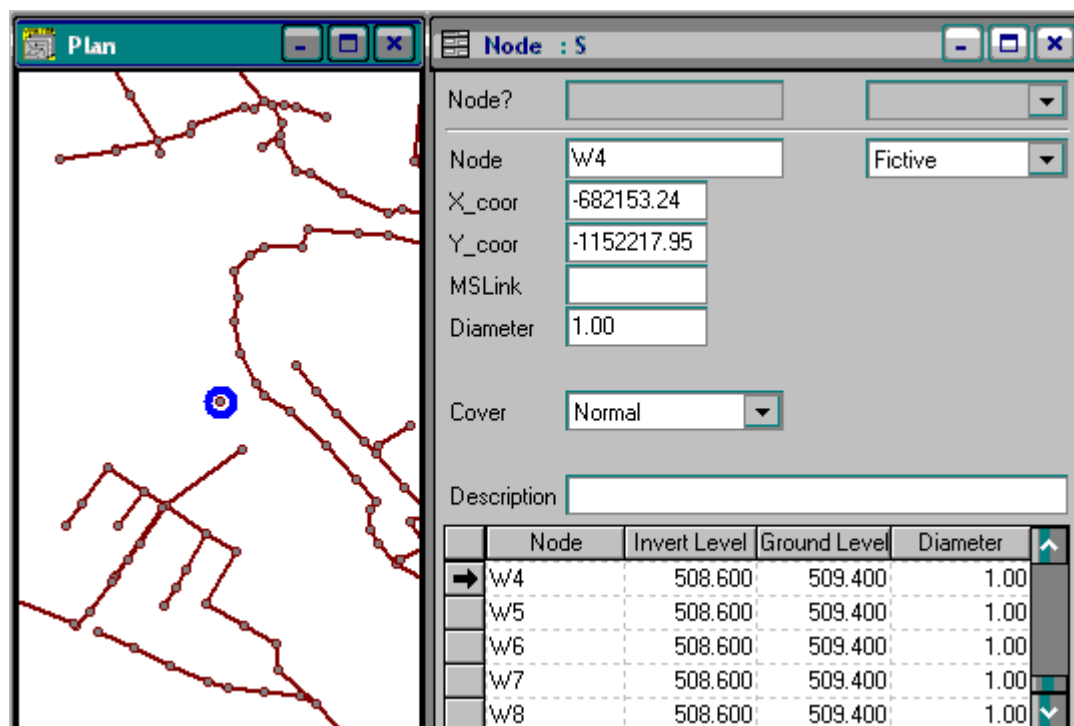 Plan
Node : S
Node?
Node W4 Fictive
X_coor -682153.24
Y_coor -1152217.95
MSLink
Diameter 1.00
Cover Normal
Description
Node Invert Level Ground Level Diameter
W4 508.600 509.400 1.00
W5 508.600 509.400 1.00
W6 508.600 509.400 1.00
W7 508.600 509.400 1.00
W8 508.600 509.400 1.00